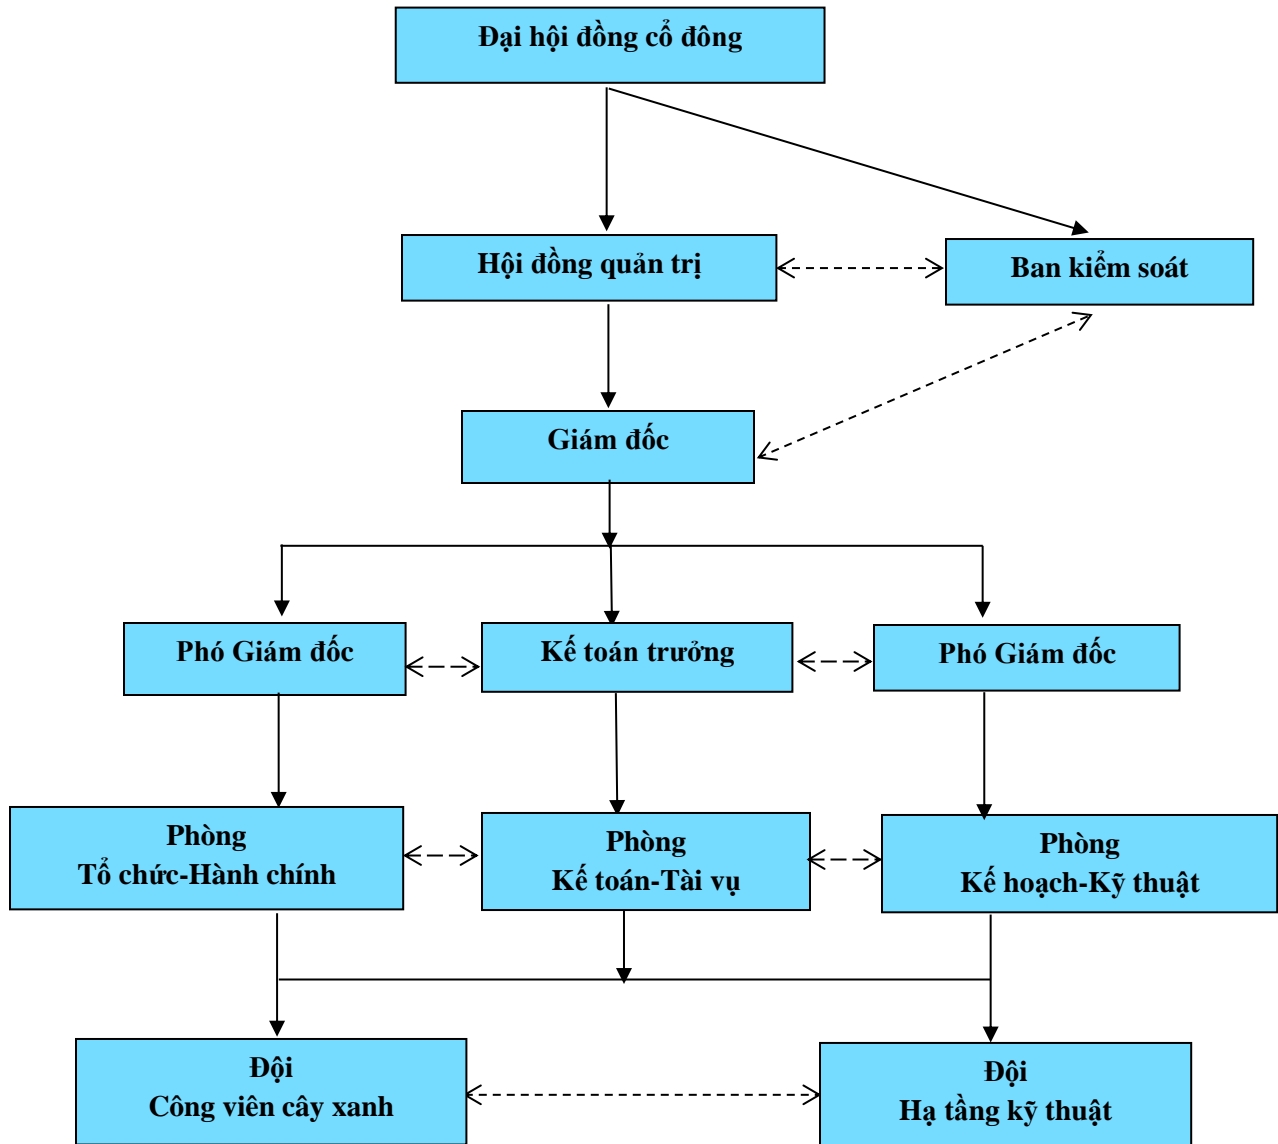 Đại hội đồng cổ đông
Hội đồng quản trị
Ban kiểm soát
Giám đốc
Phó Giám đốc
Kế toán trưởng
Phó Giám đốc
Phòng
Tổ chức-Hành chính
Phòng
Kế toán-Tài vụ
Phòng
Kế hoạch-Kỹ thuật
Đội
Công viên cây xanh
Đội
Hạ tầng kỹ thuật